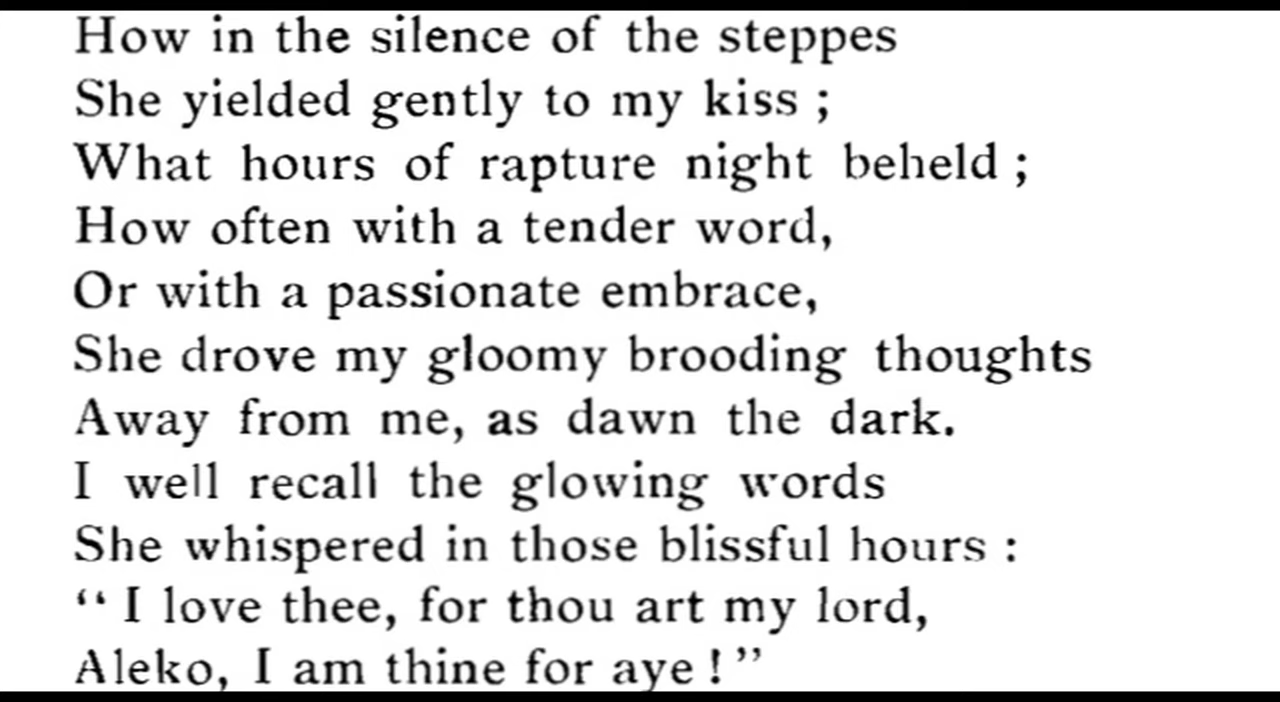 How in the silence of the steppes
She yielded gently to my kiss ;
What hours of rapture night beheld ;
How often with a tender word,
Or with a passionate embrace,
She drove my gloomy brooding thoughts
Away from me, as dawn the dark.
I well recall the glowing words
She whispered in those blissful hours :
“ I love thee, for thou art my lord,
Aleko, I am thine for aye ! ”